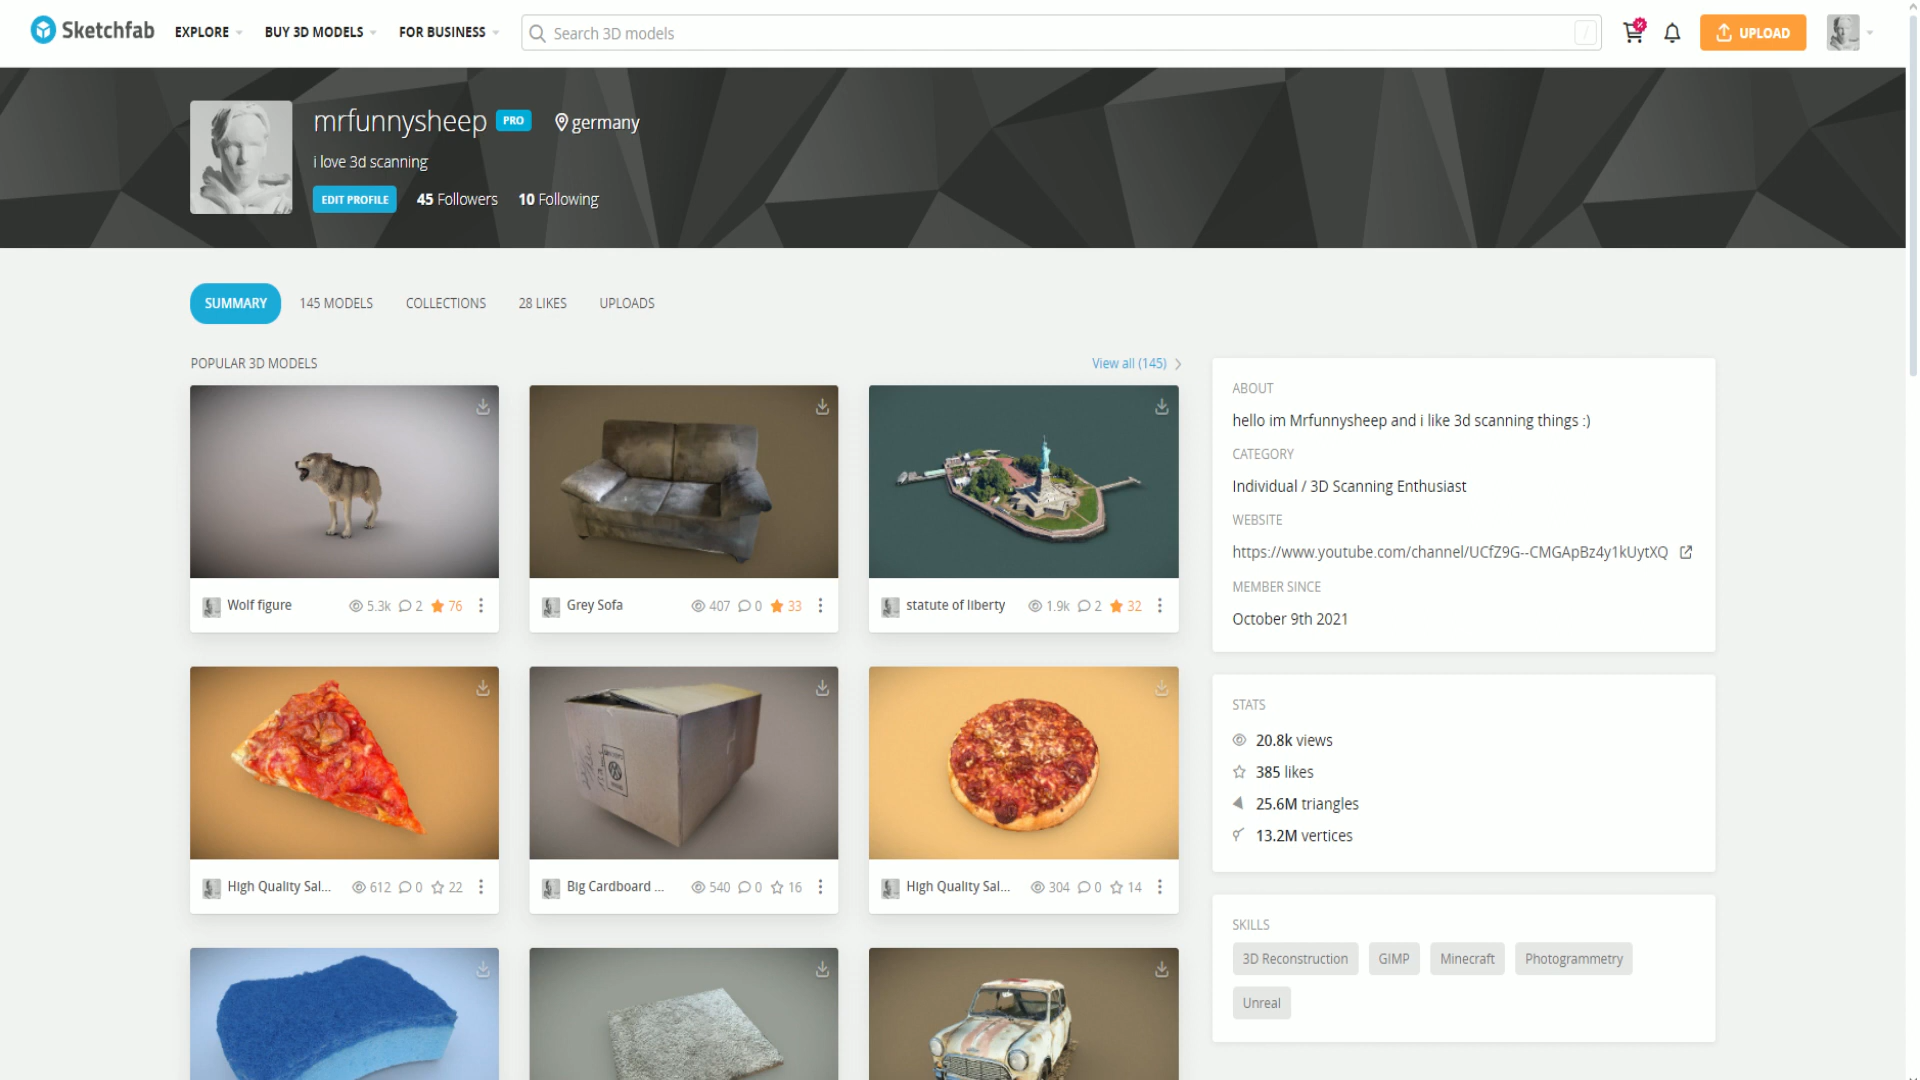 Sketchfab
EXPLORE
BUY 3D MODELS
FOR BUSINESS
Search 3D models
/
UPLOAD
mrfunnysheep PRO germany
i love 3d scanning
EDIT PROFILE 45 Followers 10 Following
SUMMARY 145 MODELS COLLECTIONS 28 LIKES UPLOADS
POPULAR 3D MODELS
View all (145)
Wolf figure 5.3k 2 76
Grey Sofa 407 0 33
statute of liberty 1.9k 2 32
High Quality Sal... 612 0 22
Big Cardboard ... 540 0 16
High Quality Sal... 304 0 14
ABOUT
hello im Mrfunnysheep and i like 3d scanning things :)
CATEGORY
Individual / 3D Scanning Enthusiast
WEBSITE
https://www.youtube.com/channel/UCfZ9G--CMGApBz4y1kUytXQ
MEMBER SINCE
October 9th 2021
STATS
20.8k views
385 likes
25.6M triangles
13.2M vertices
SKILLS
3D Reconstruction GIMP Minecraft Photogrammetry
Unreal